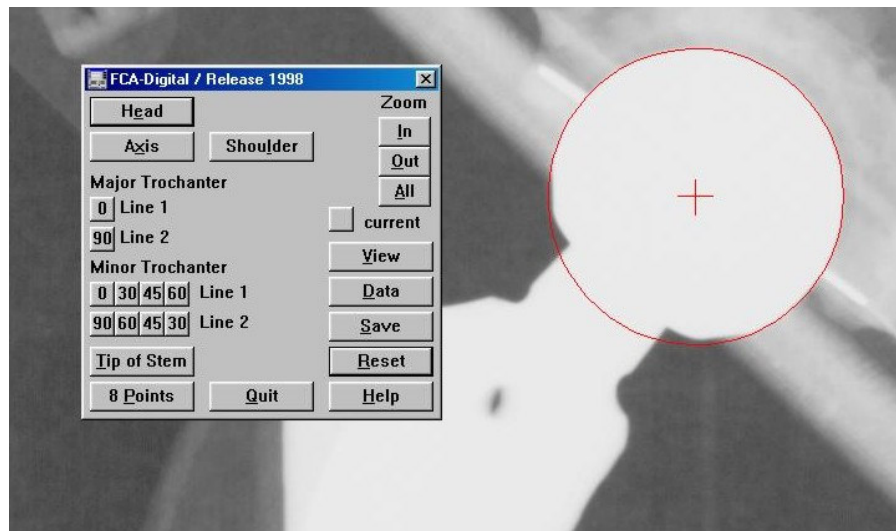 FCA-Digital / Release 1998
Head
Zoom
In
Axis
Shoulder
Out
Major Trochanter
All
0 Line 1
current
90 Line 2
View
Minor Trochanter
0 30 45 60 Line 1
Data
90 60 45 30 Line 2
Save
Tip of Stem
Reset
8 Points
Quit
Help